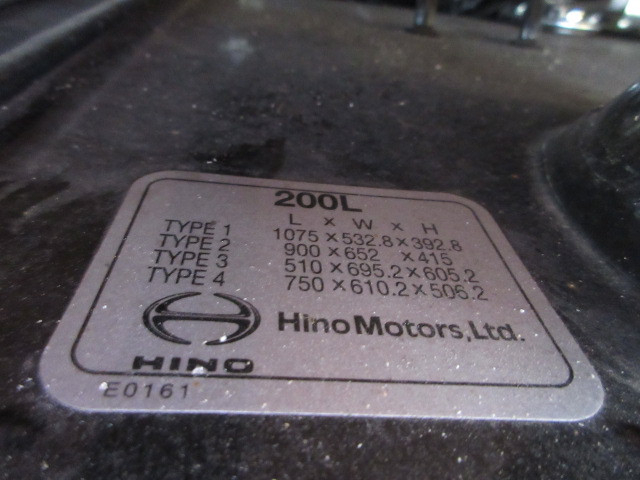 200L
L × W × H
TYPE 1 1075 × 532.8 × 392.8
TYPE 2 900 × 652 × 415
TYPE 3 510 × 695.2 × 605.2
TYPE 4 750 × 610.2 × 506.2
Hino Motors, Ltd.
HINO
E0161